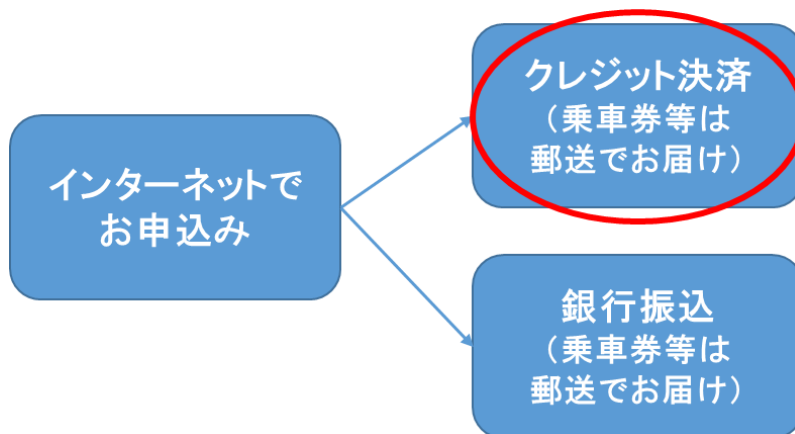 インターネットで
お申込み
クレジット決済
（乗車券等は
郵送でお届け）
銀行振込
（乗車券等は
郵送でお届け）